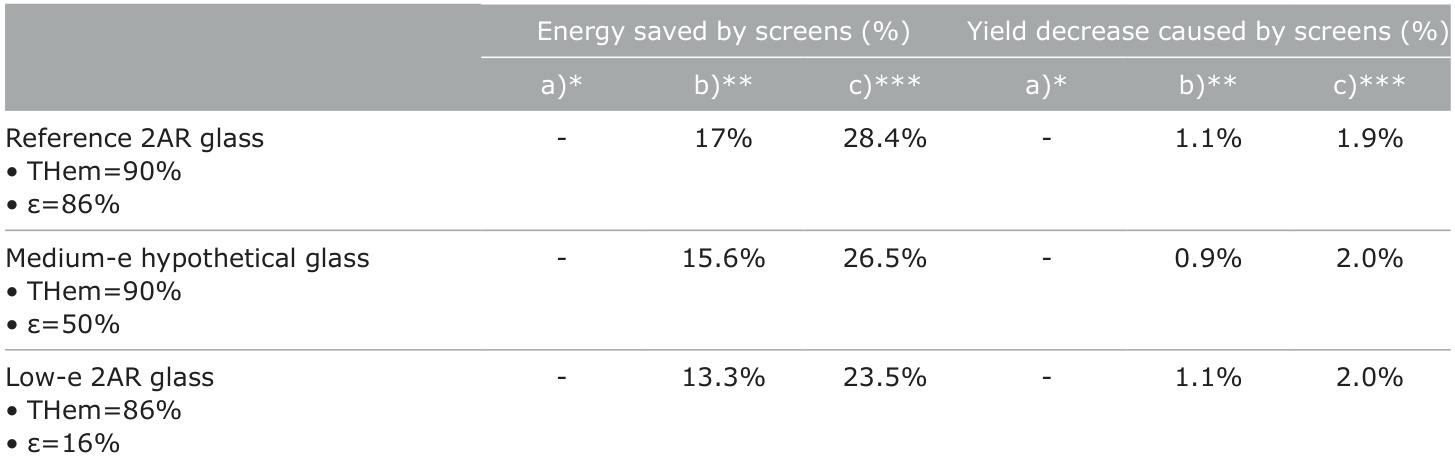 Energy saved by screens (%) Yield decrease caused by screens (%)
a)* b)** c)*** a)* b)** c)***
Reference 2AR glass - 17% 28.4% - 1.1% 1.9%
• THem=90%
• ε=86%
Medium-e hypothetical glass - 15.6% 26.5% - 0.9% 2.0%
• THem=90%
• ε=50%
Low-e 2AR glass - 13.3% 23.5% - 1.1% 2.0%
• THem=86%
• ε=16%